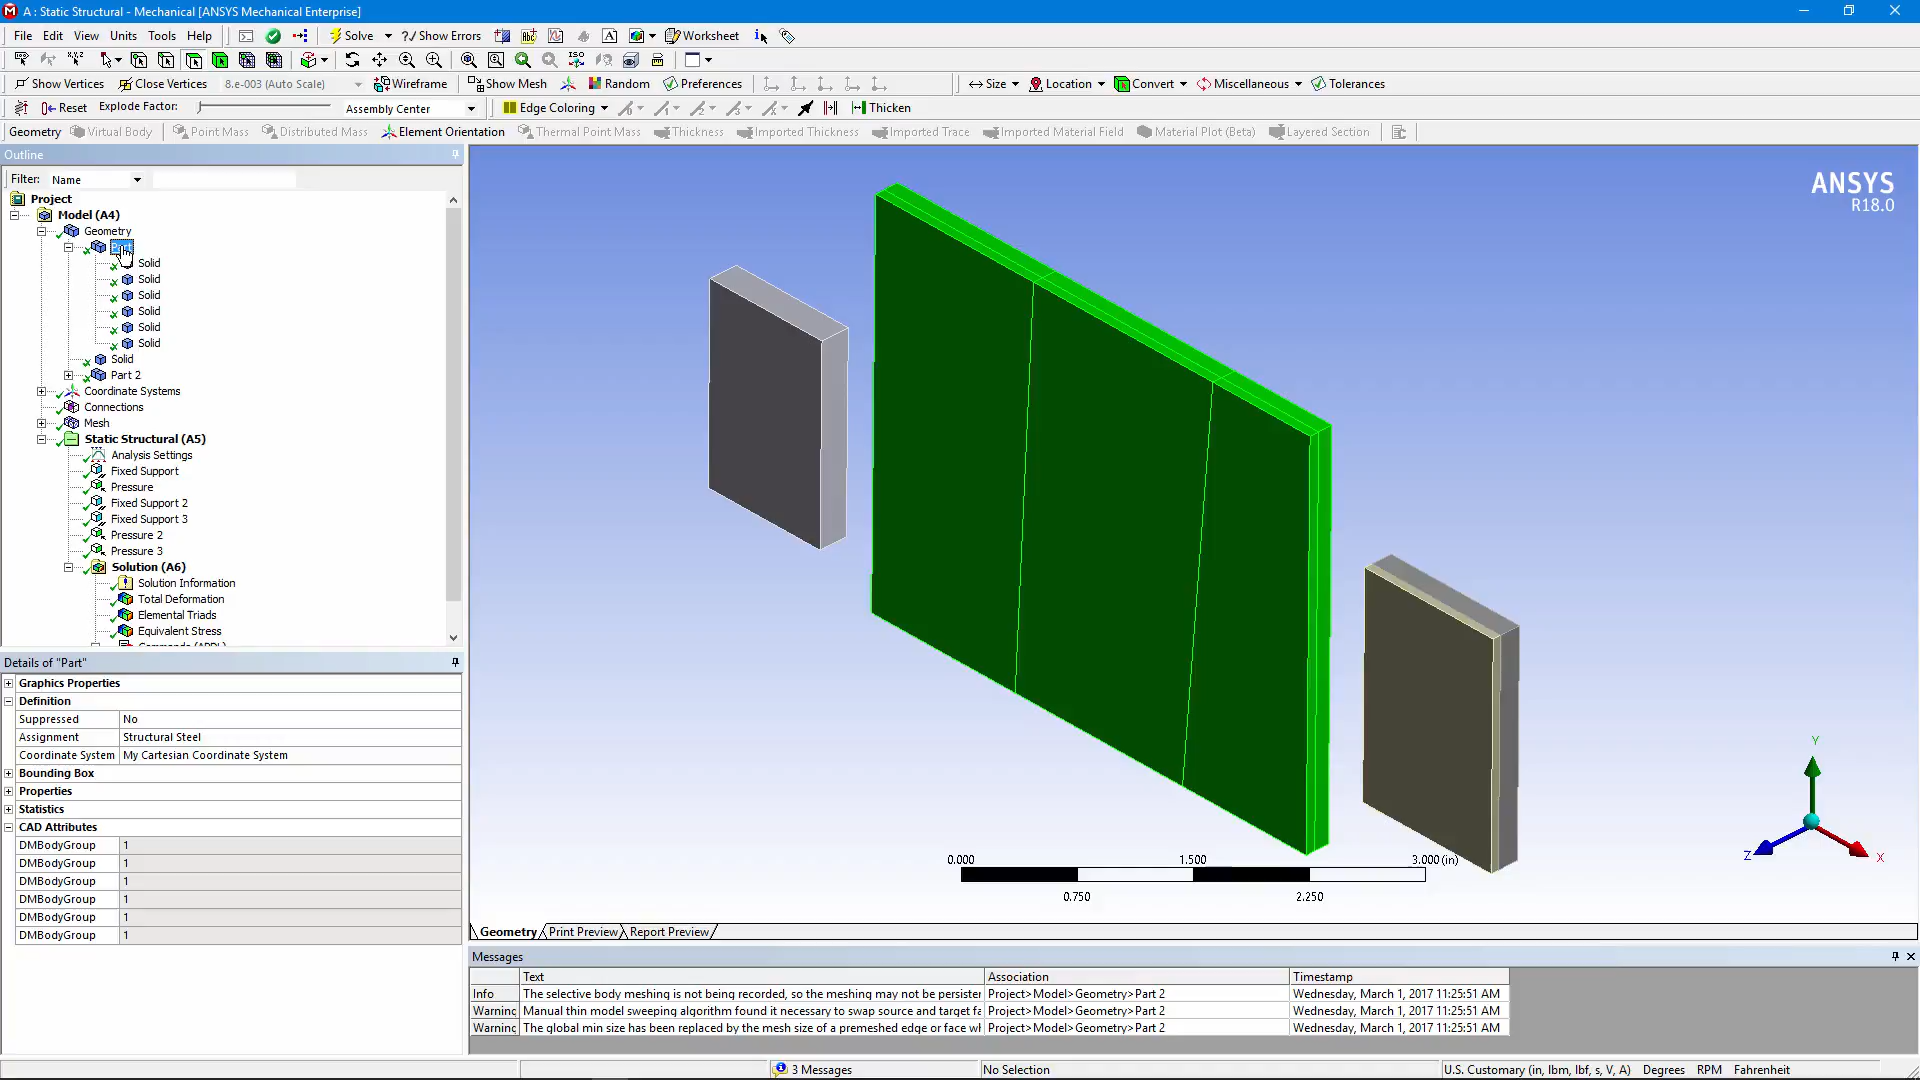 A : Static Structural - Mechanical [ANSYS Mechanical Enterprise]
File Edit View Units Tools Help Solve Show Errors Worksheet
Show Vertices Close Vertices 8.e-003 (Auto Scale) Wireframe Show Mesh Random Preferences Size Location Convert Miscellaneous Tolerances
Reset Explode Factor: Assembly Center Edge Coloring Thicken
Geometry Virtual Body Point Mass Distributed Mass Element Orientation Thermal Point Mass Thickness Imported Thickness Imported Trace Imported Material Field Material Plot (Beta) Layered Section
Outline
Filter: Name
Project
Model (A4)
Geometry
Part
Solid
Solid
Solid
Solid
Solid
Solid
Solid
Part 2
Coordinate Systems
Connections
Mesh
Static Structural (A5)
Analysis Settings
Fixed Support
Pressure
Fixed Support 2
Fixed Support 3
Pressure 2
Pressure 3
Solution (A6)
Solution Information
Total Deformation
Elemental Triads
Equivalent Stress
Details of "Part"
Graphics Properties
Definition
Suppressed No
Assignment Structural Steel
Coordinate System My Cartesian Coordinate System
Bounding Box
Properties
Statistics
CAD Attributes
DMBodyGroup 1
DMBodyGroup 1
DMBodyGroup 1
DMBodyGroup 1
DMBodyGroup 1
DMBodyGroup 1
ANSYS
R18.0
Y
Z
X
0.000 1.500 3.000 (in)
0.750 2.250
Geometry Print Preview Report Preview
Messages
Text Association Timestamp
Info The selective body meshing is not being recorded, so the meshing may not be persister Project>Model>Geometry>Part 2 Wednesday, March 1, 2017 11:25:51 AM
Warning Manual thin model sweeping algorithm found it necessary to swap source and target fa Project>Model>Geometry>Part 2 Wednesday, March 1, 2017 11:25:51 AM
Warning The global min size has been replaced by the mesh size of a premeshed edge or face wh Project>Model>Geometry>Part 2 Wednesday, March 1, 2017 11:25:51 AM
3 Messages No Selection U.S. Customary (in, lbm, lbf, s, V, A) Degrees RPM Fahrenheit